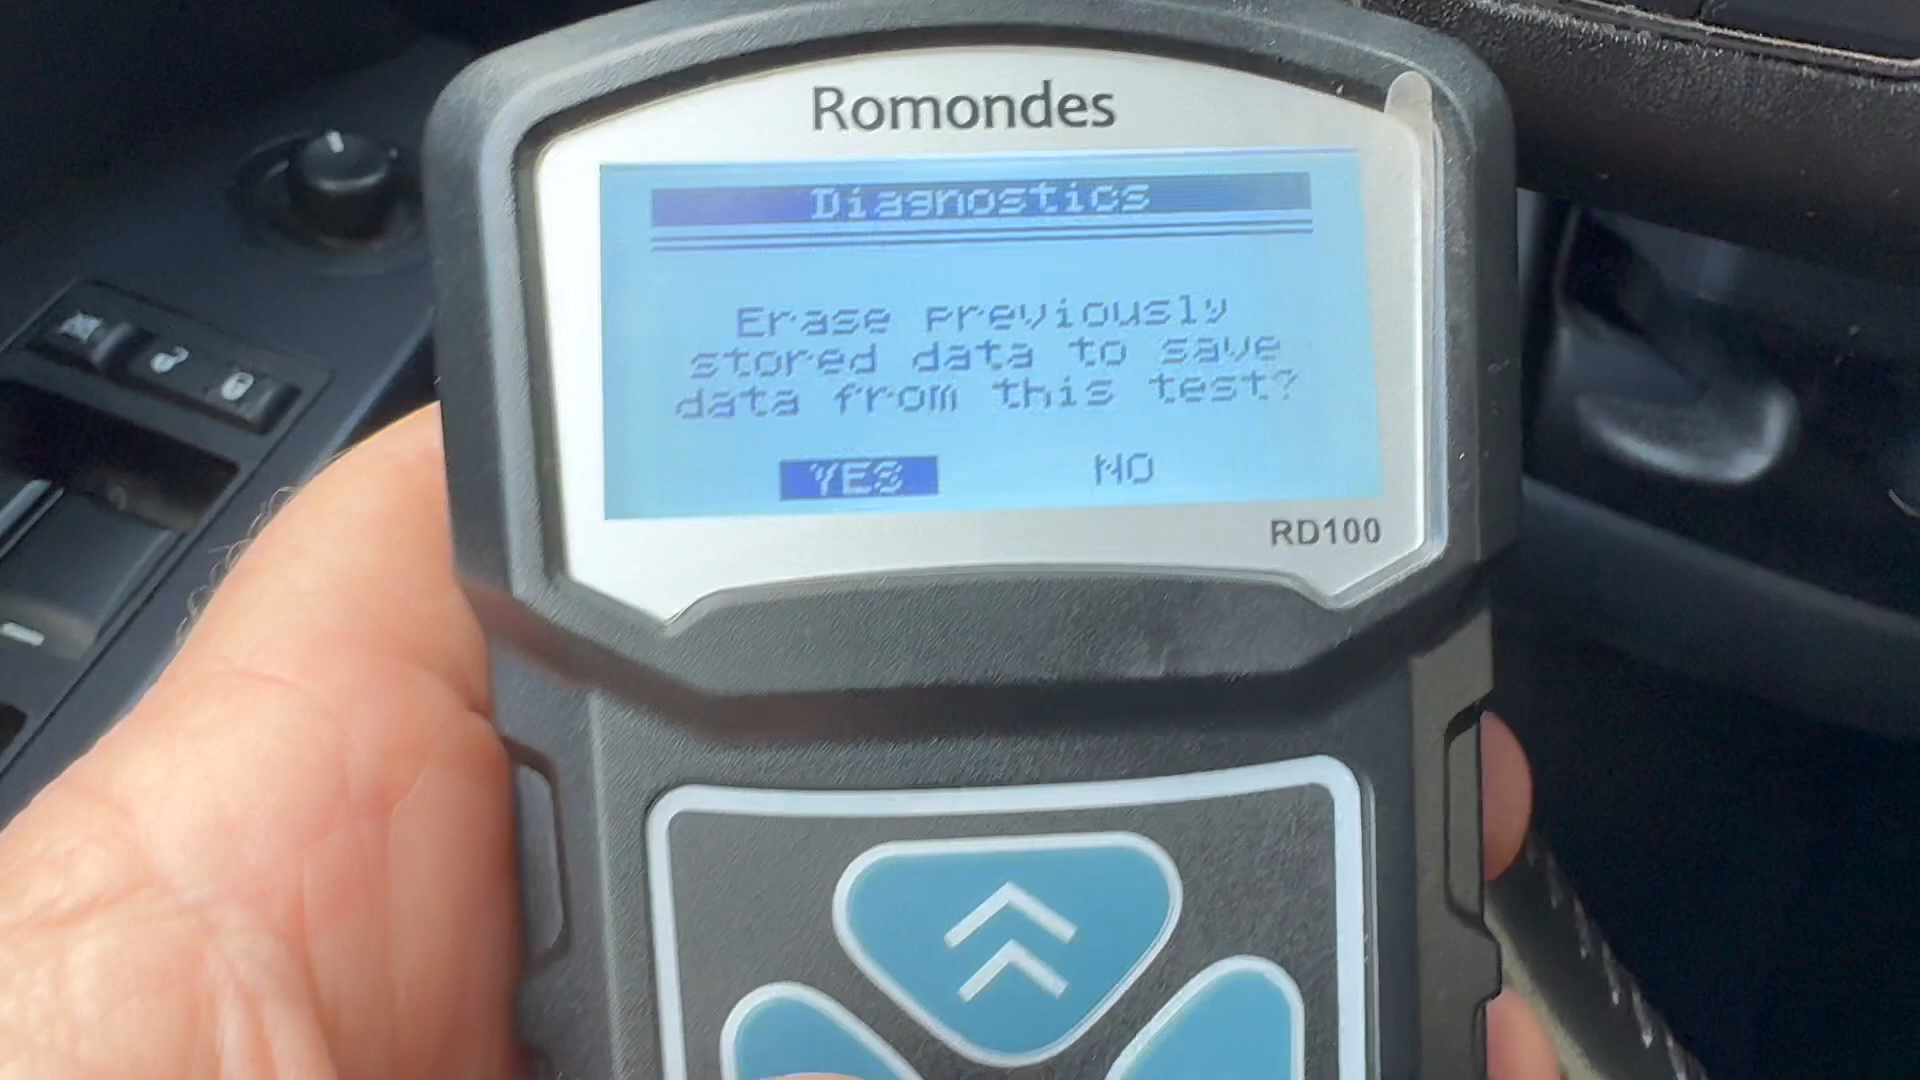 Romondes
Diagnostics
Erase previously
stored data to save
data from this test?
YES NO
RD100